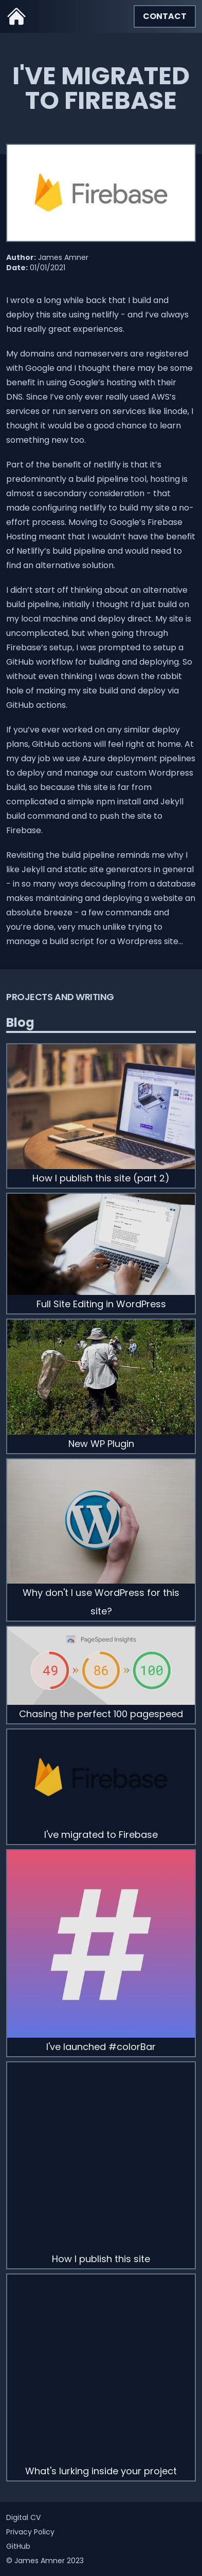 CONTACT
I'VE MIGRATED
TO FIREBASE
Firebase
Author: James Amner
Date: 01/01/2021
I wrote a long while back that I build and
deploy this site using netlify - and I've always
had really great experiences.
My domains and nameservers are registered
with Google and I thought there may be some
benefit in using Google's hosting with their
DNS. Since I've only ever really used AWS's
services or run servers on services like linode, I
thought it would be a good chance to learn
something new too.
Part of the benefit of netlify is that it's
predominantly a build pipeline tool, hosting is
almost a secondary consideration - that
made configuring netlify to build my site a no-
effort process. Moving to Google's Firebase
Hosting meant that I wouldn't have the benefit
of Netlify's build pipeline and would need to
find an alternative solution.
I didn't start off thinking about an alternative
build pipeline, initially I thought I'd just build on
my local machine and deploy direct. My site is
uncomplicated, but when going through
Firebase's setup, I was prompted to setup a
GitHub workflow for building and deploying. So
without even thinking I was down the rabbit
hole of making my site build and deploy via
GitHub actions.
If you've ever worked on any similar deploy
plans, GitHub actions will feel right at home. At
my day job we use Azure deployment pipelines
to deploy and manage our custom Wordpress
build, so because this site is far from
complicated a simple npm install and Jekyll
build command and to push the site to
Firebase.
Revisiting the build pipeline reminds me why I
like Jekyll and static site generators in general
- in so many ways decoupling from a database
makes maintaining and deploying a website an
absolute breeze - a few commands and
you're done, very much unlike trying to
manage a build script for a Wordpress site...
PROJECTS AND WRITING
Blog
How I publish this site (part 2)
Full Site Editing in WordPress
New WP Plugin
Why don't I use WordPress for this
site?
PageSpeed Insights
49 » 86 » 100
Chasing the perfect 100 pagespeed
Firebase
I've migrated to Firebase
#
I've launched #colorBar
How I publish this site
What's lurking inside your project
Digital CV
Privacy Policy
GitHub
© James Amner 2023